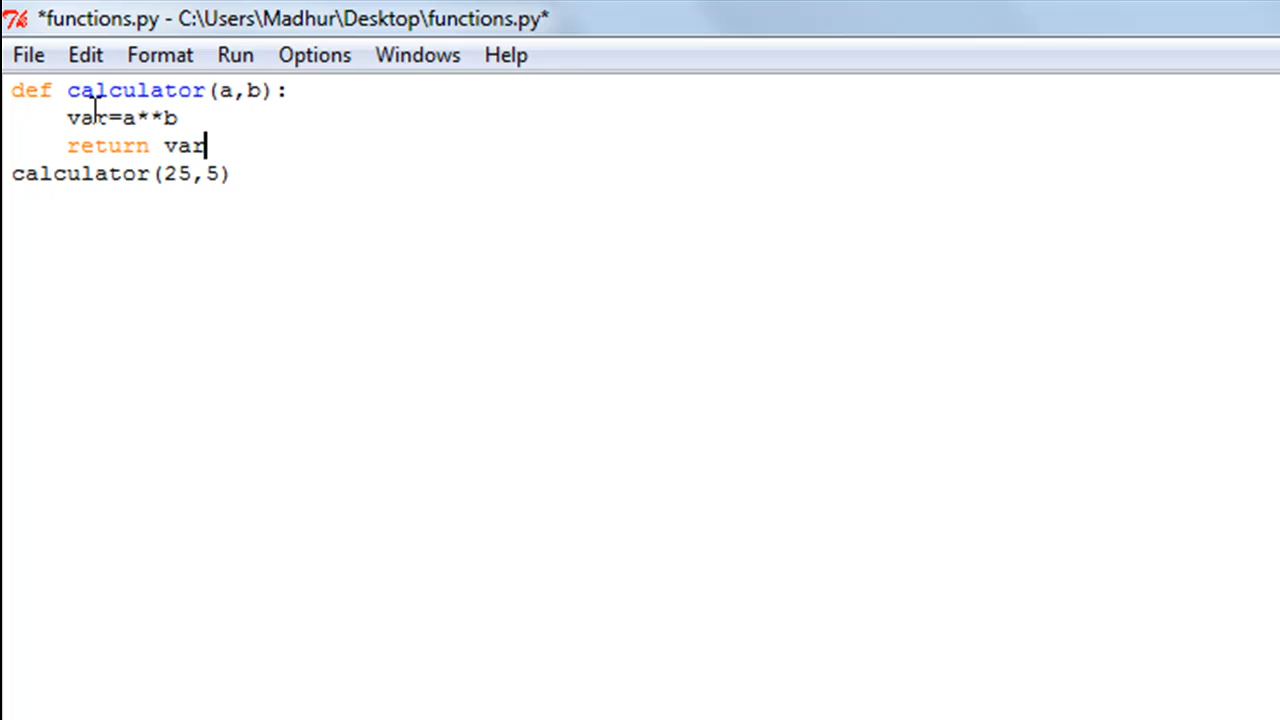 *functions.py - C:\Users\Madhur\Desktop\functions.py*
File Edit Format Run Options Windows Help
def calculator(a,b):
    var=a**b
    return var
calculator(25,5)